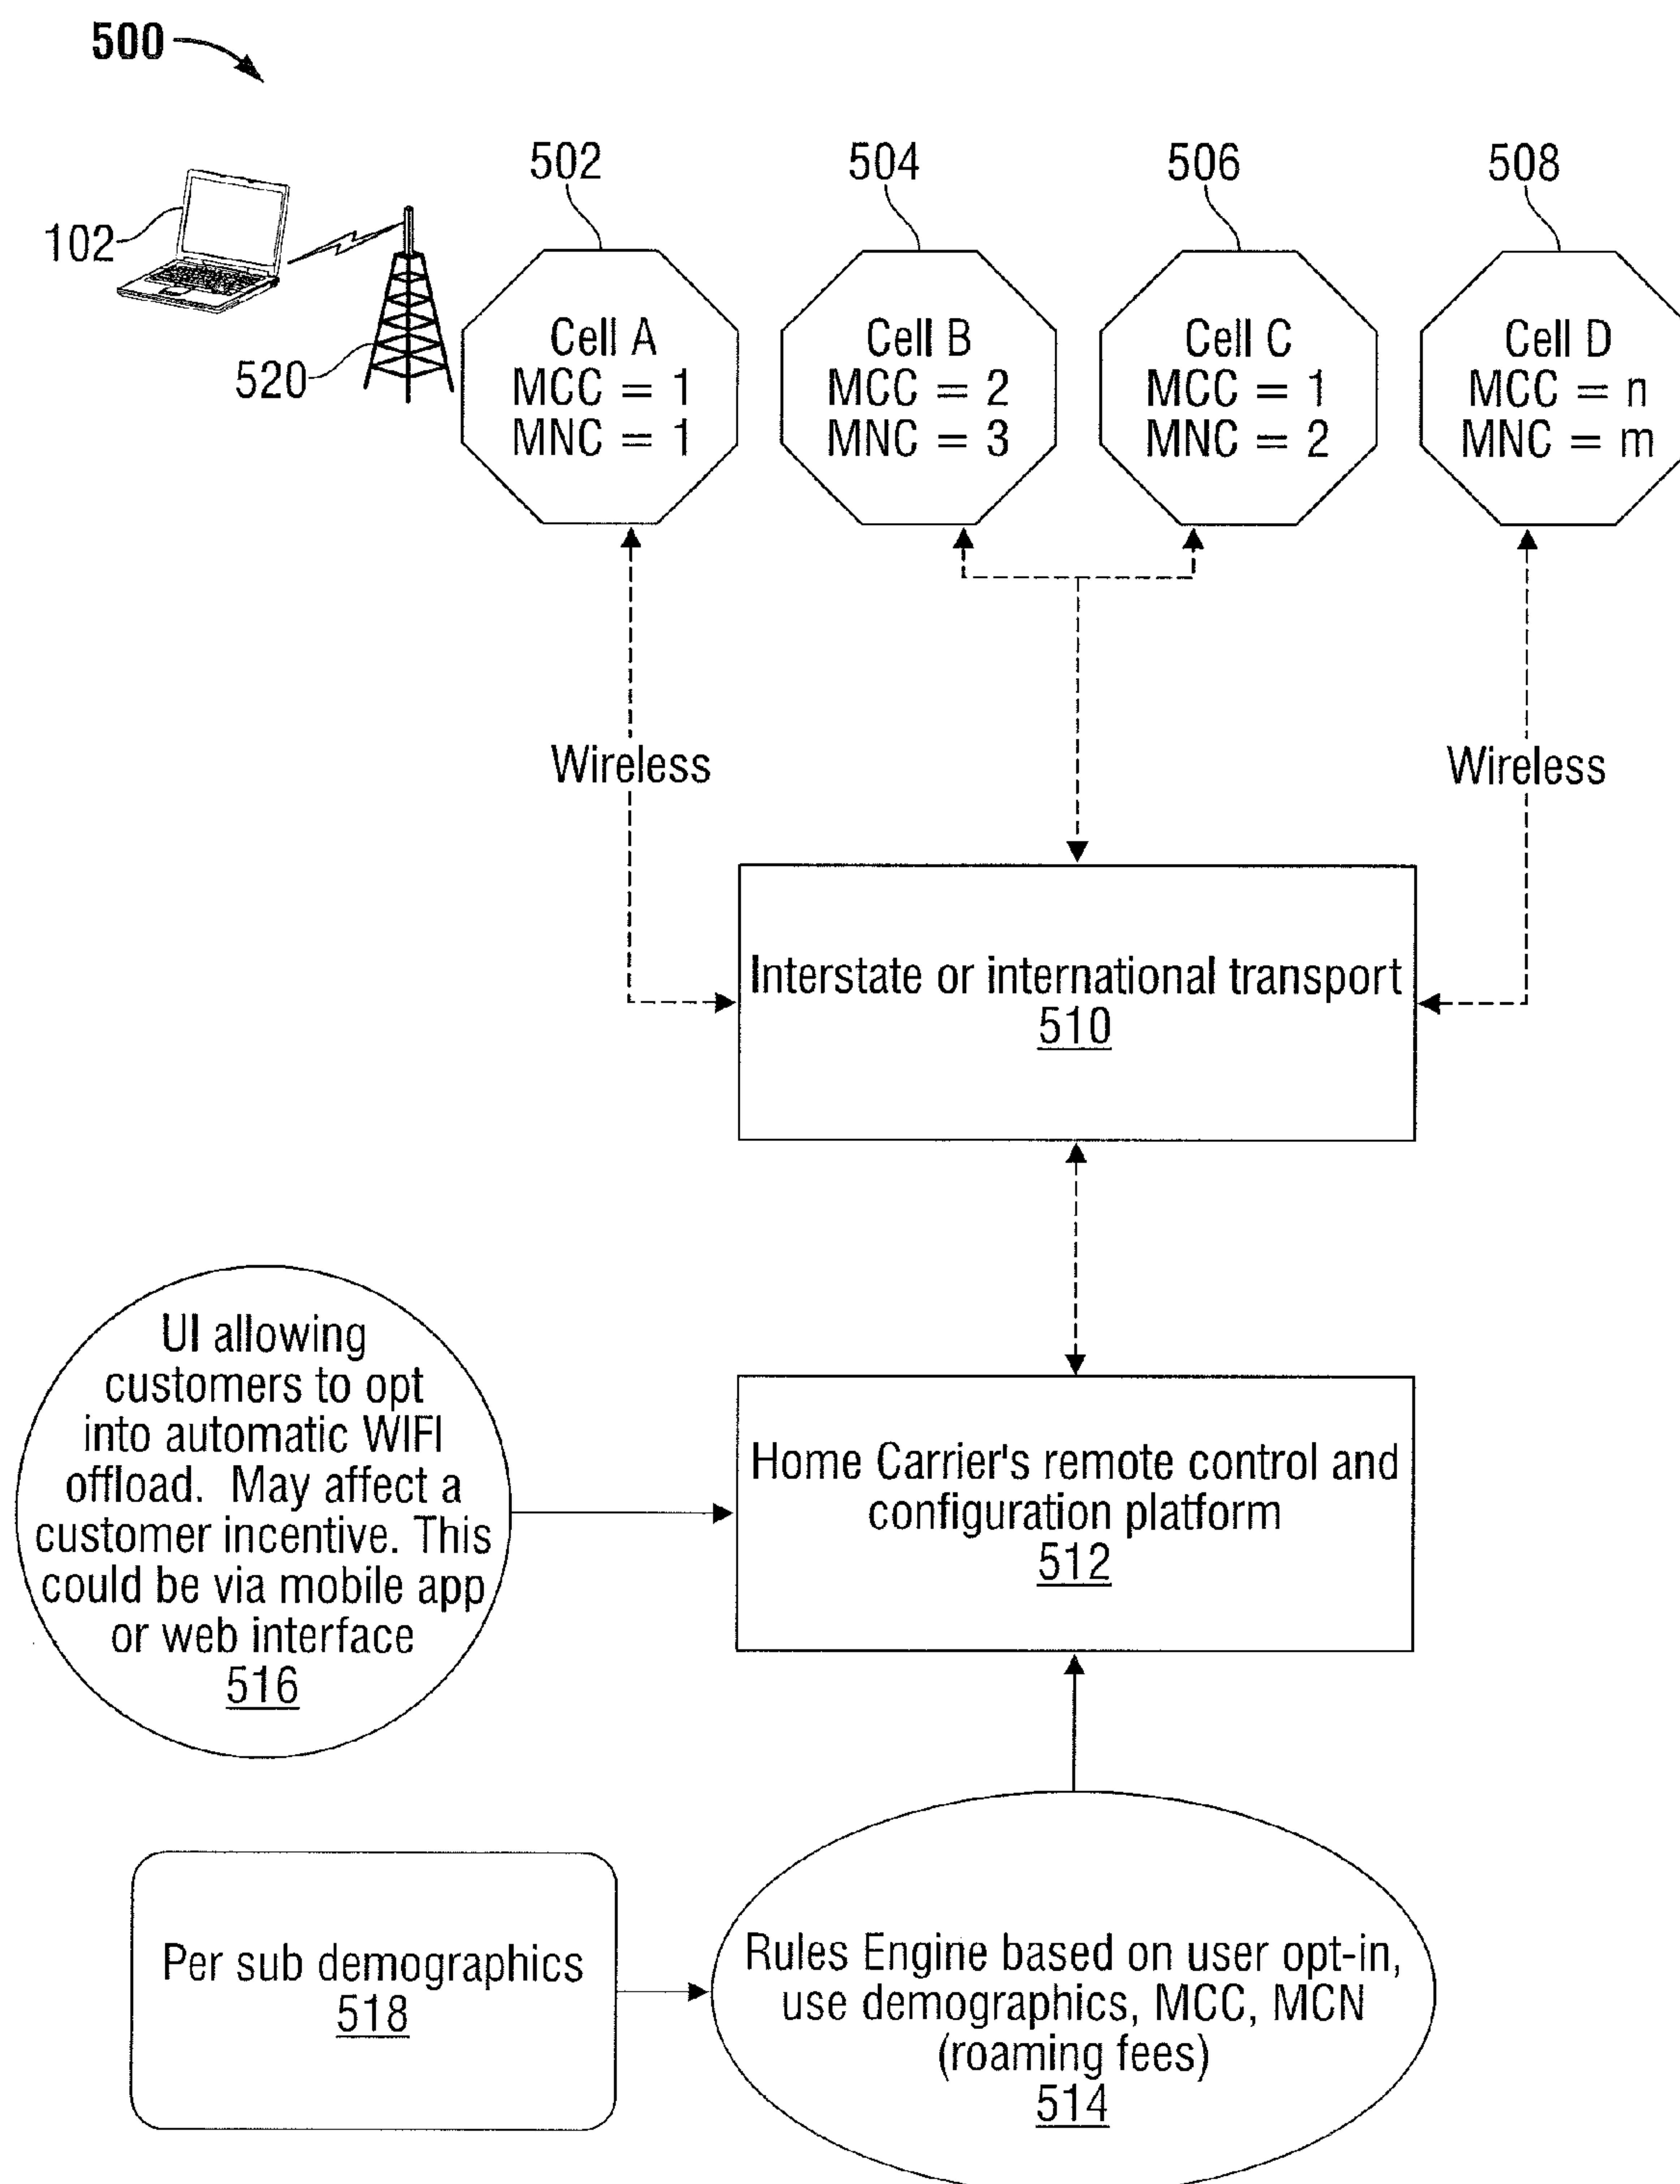 500
502
504
506
508
102
520
Cell A
MCC = 1
MNC = 1
Cell B
MCC = 2
MNC = 3
Cell C
MCC = 1
MNC = 2
Cell D
MCC = n
MNC = m
Wireless
Wireless
Interstate or international transport
510
UI allowing
customers to opt
into automatic WIFI
offload. May affect a
customer incentive. This
could be via mobile app
or web interface
516
Home Carrier's remote control and
configuration platform
512
Per sub demographics
518
Rules Engine based on user opt-in,
use demographics, MCC, MCN
(roaming fees)
514